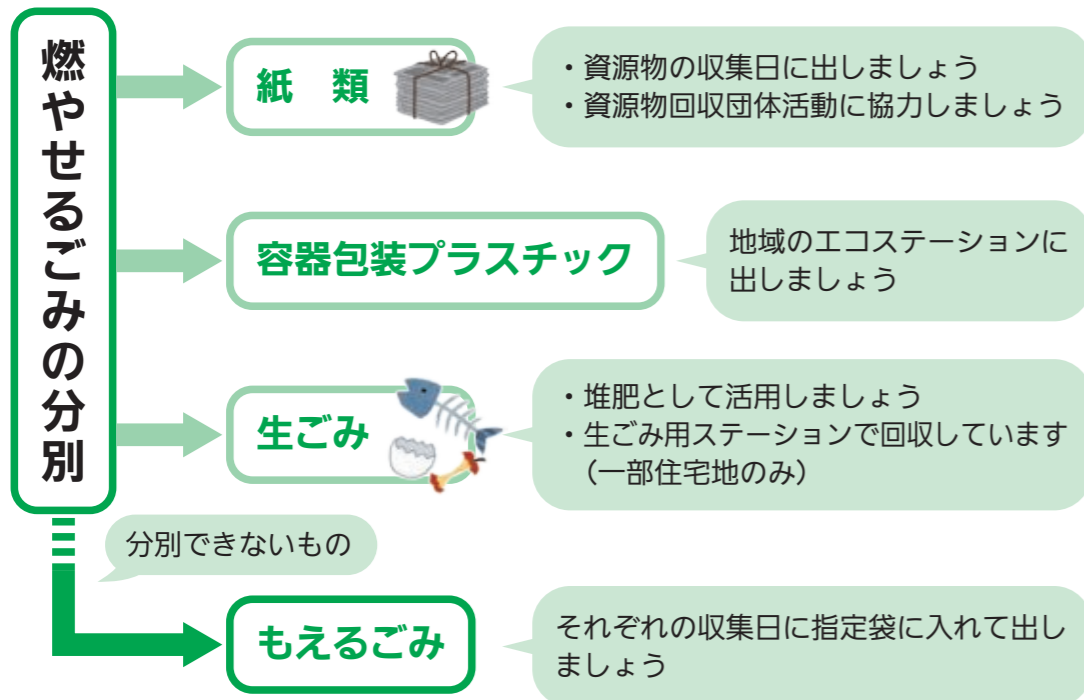 燃やせるごみの分別
紙　類
・資源物の収集日に出しましょう
・資源物回収団体活動に協力しましょう
容器包装プラスチック
地域のエコステーションに
出しましょう
生ごみ
・堆肥として活用しましょう
・生ごみ用ステーションで回収しています
（一部住宅地のみ）
分別できないもの
もえるごみ
それぞれの収集日に指定袋に入れて出し
ましょう